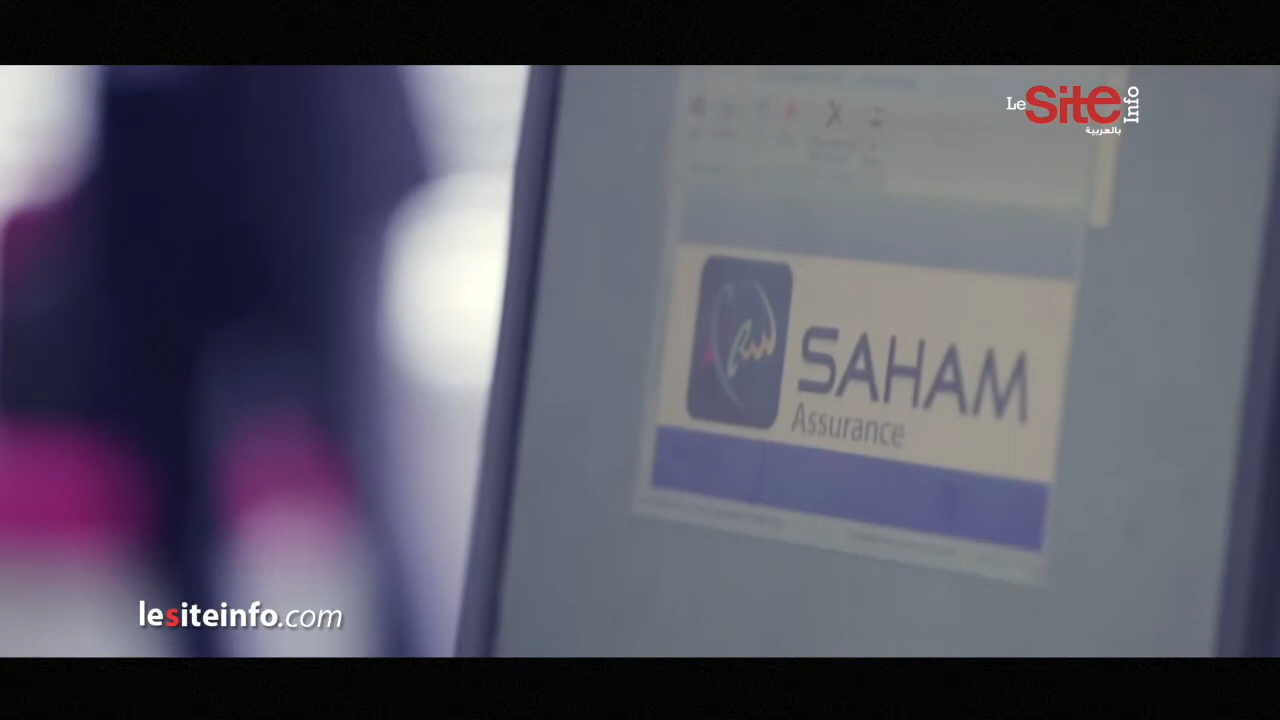 Le Site Info
بالعربية
SAHAM
Assurance
lesiteinfo.com